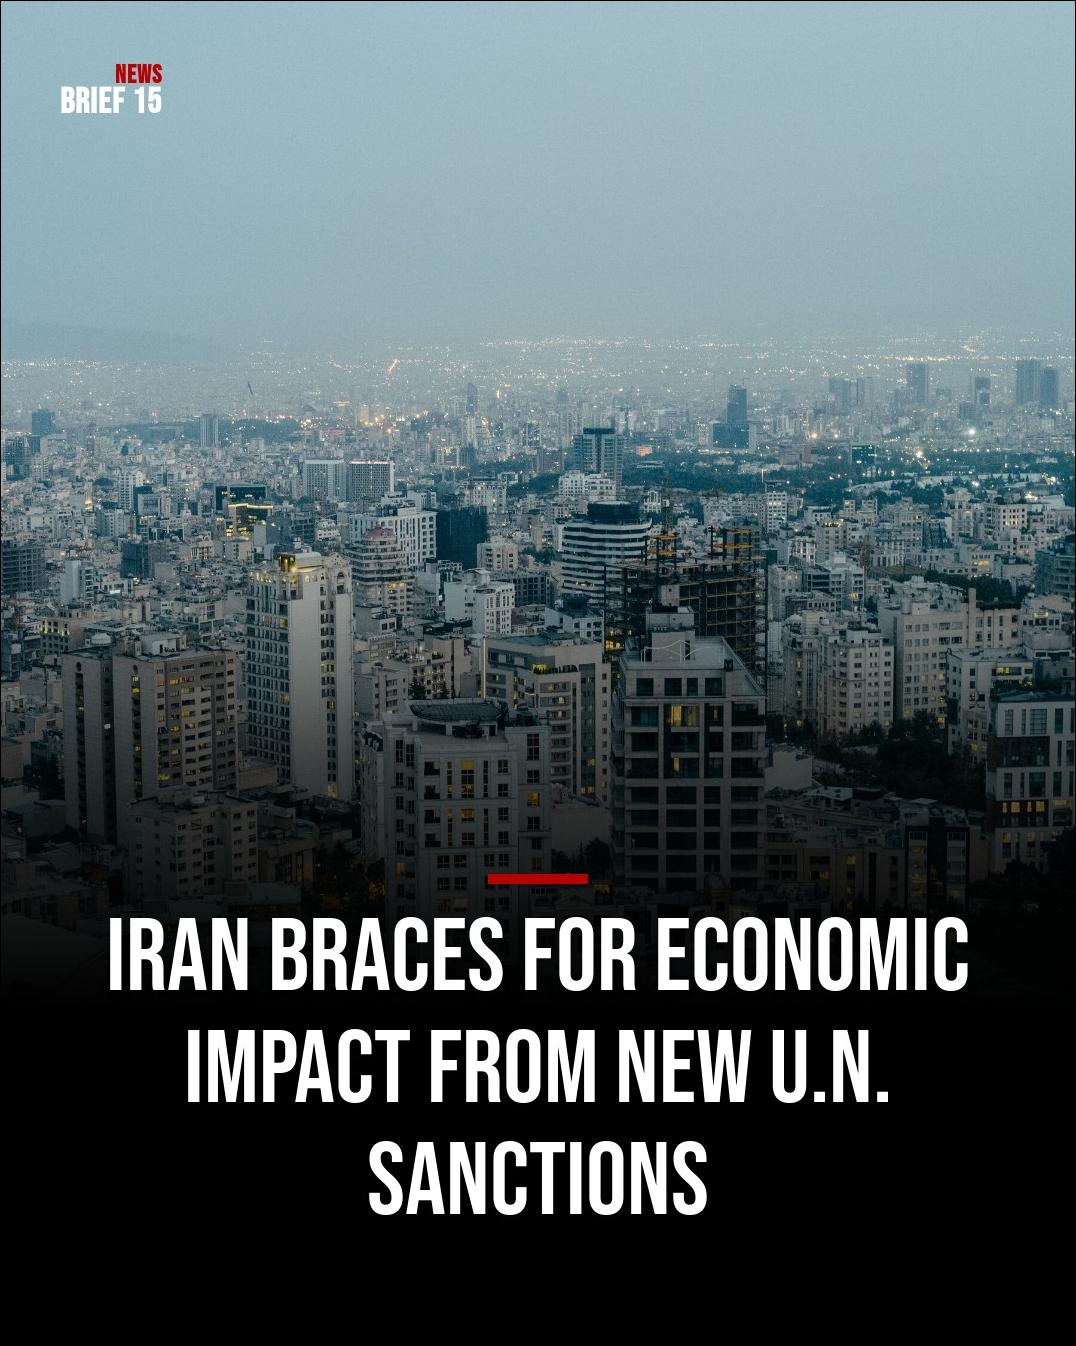 NEWS
BRIEF 15
IRAN BRACES FOR ECONOMIC
IMPACT FROM NEW U.N.
SANCTIONS